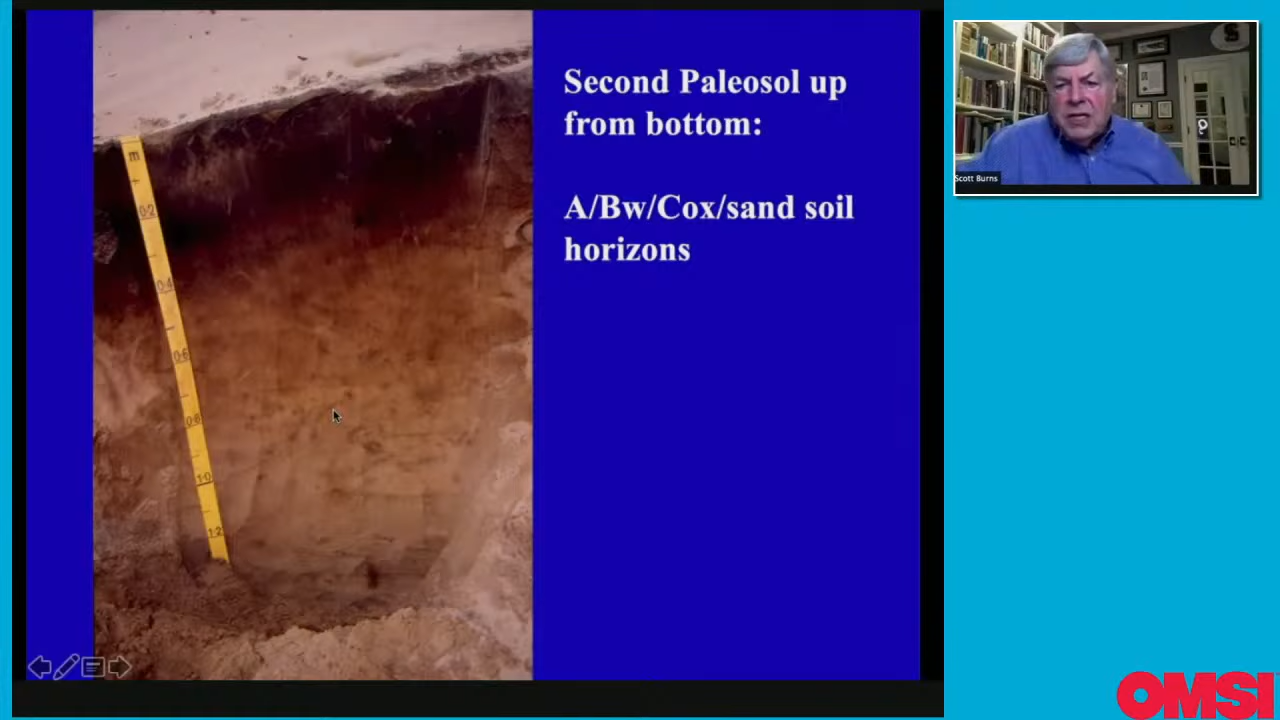 Second Paleosol up
from bottom:
A/Bw/Cox/sand soil
horizons
m
0·2
0·4
0·6
0·8
1·0
1·2
Scott Burns
OMSI